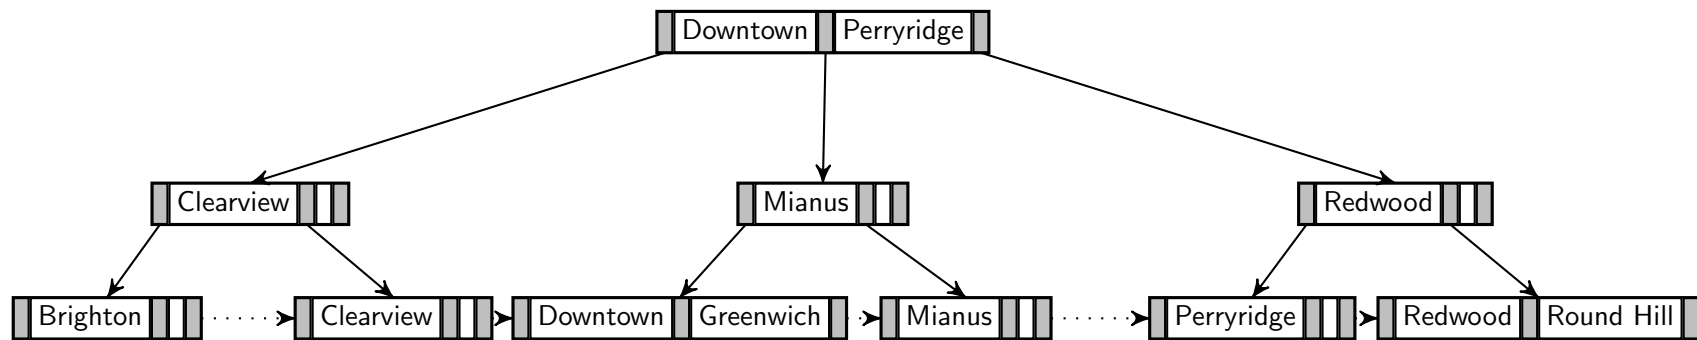 Downtown Perryridge
Clearview Mianus Redwood
Brighton Clearview Downtown Greenwich Mianus Perryridge Redwood Round Hill